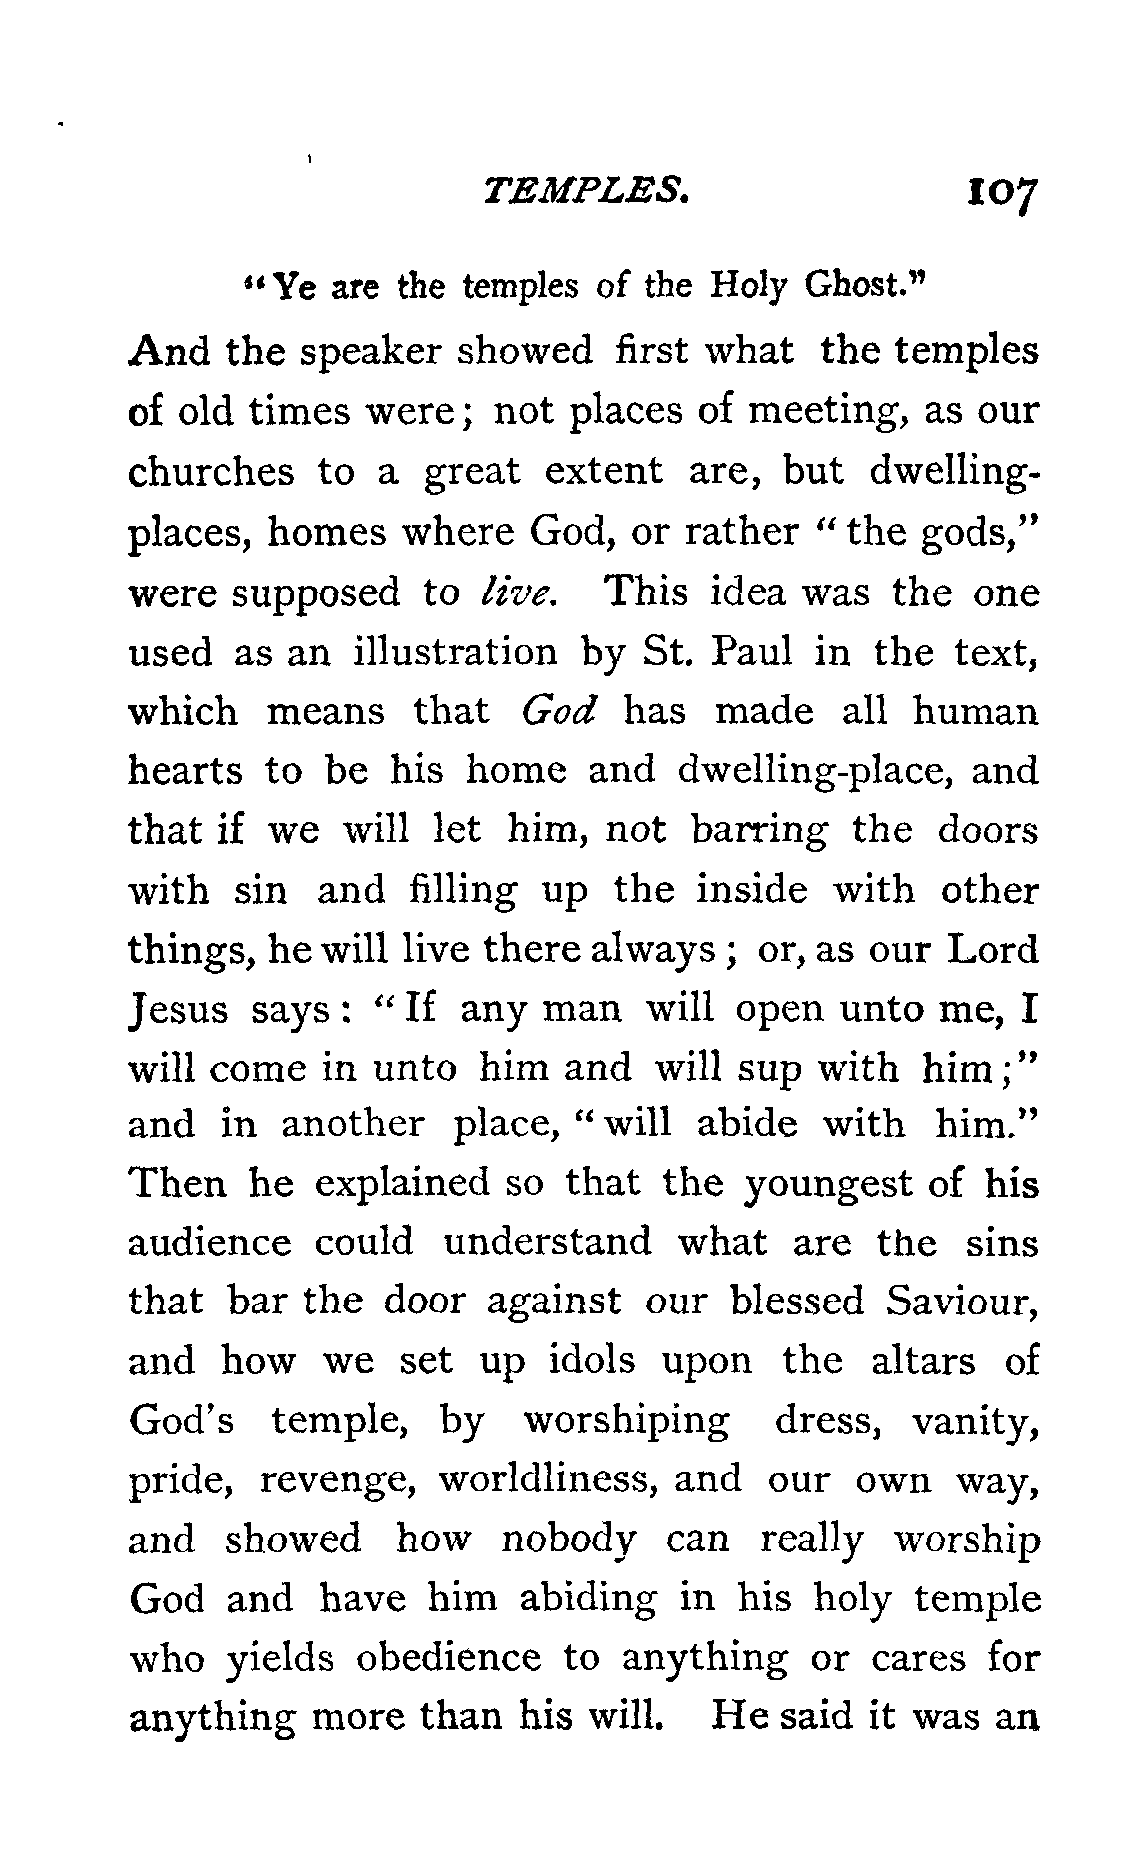 TEMPLES. 107
"Ye are the temples of the Holy Ghost."
And the speaker showed first what the temples
of old times were; not places of meeting, as our
churches to a great extent are, but dwelling-
places, homes where God, or rather "the gods,"
were supposed to live. This idea was the one
used as an illustration by St. Paul in the text,
which means that God has made all human
hearts to be his home and dwelling-place, and
that if we will let him, not barring the doors
with sin and filling up the inside with other
things, he will live there always; or, as our Lord
Jesus says: "If any man will open unto me, I
will come in unto him and will sup with him;"
and in another place, "will abide with him."
Then he explained so that the youngest of his
audience could understand what are the sins
that bar the door against our blessed Saviour,
and how we set up idols upon the altars of
God's temple, by worshiping dress, vanity,
pride, revenge, worldliness, and our own way,
and showed how nobody can really worship
God and have him abiding in his holy temple
who yields obedience to anything or cares for
anything more than his will. He said it was an